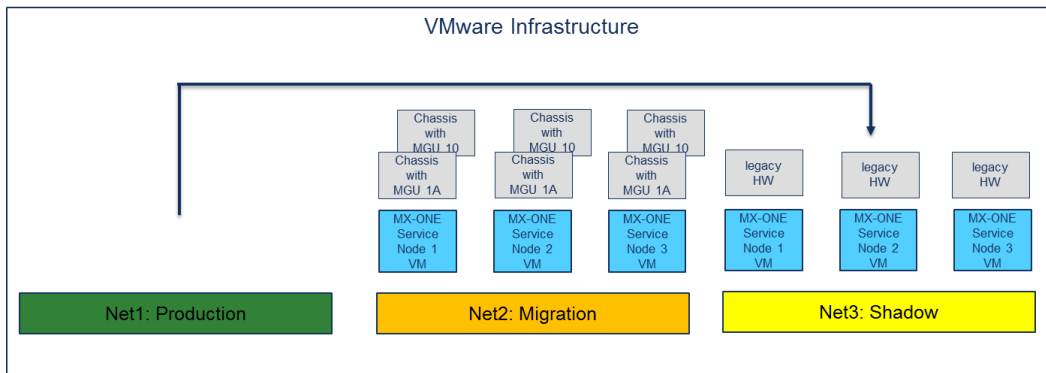 VMware Infrastructure
Chassis
with
MGU 10
Chassis
with
MGU 10
Chassis
with
MGU 10
Chassis
with
MGU 1A
Chassis
with
MGU 1A
Chassis
with
MGU 1A
legacy
HW
legacy
HW
legacy
HW
MX-ONE
Service
Node 1
VM
MX-ONE
Service
Node 2
VM
MX-ONE
Service
Node 3
VM
MX-ONE
Service
Node 1
VM
MX-ONE
Service
Node 2
VM
MX-ONE
Service
Node 3
VM
Net1: Production
Net2: Migration
Net3: Shadow